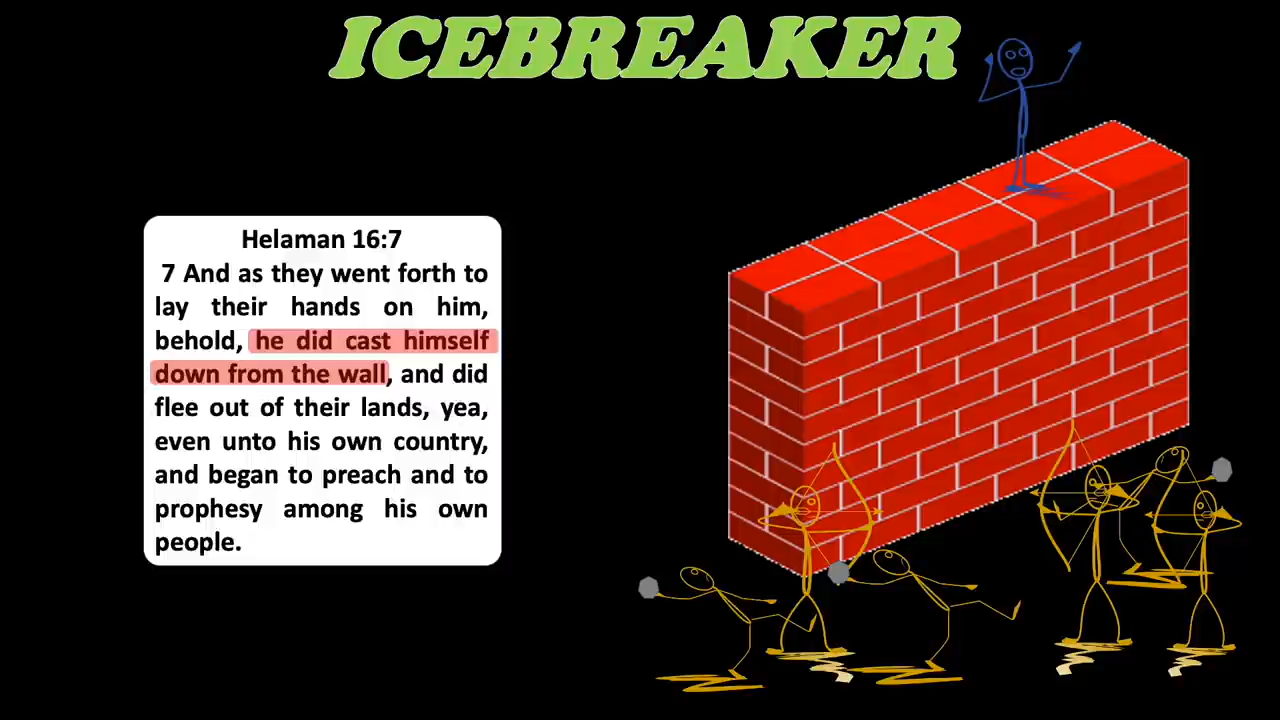 ICEBREAKER
Helaman 16:7
7 And as they went forth to
lay their hands on him,
behold, he did cast himself
down from the wall, and did
flee out of their lands, yea,
even unto his own country,
and began to preach and to
prophesy among his own
people.